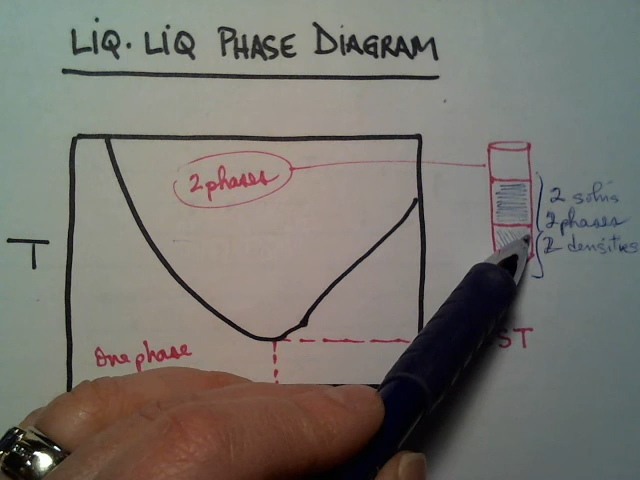 LIQ. LIQ PHASE DIAGRAM
2 phases
2 solns
2 phases
2 densities
T
One phase
ST